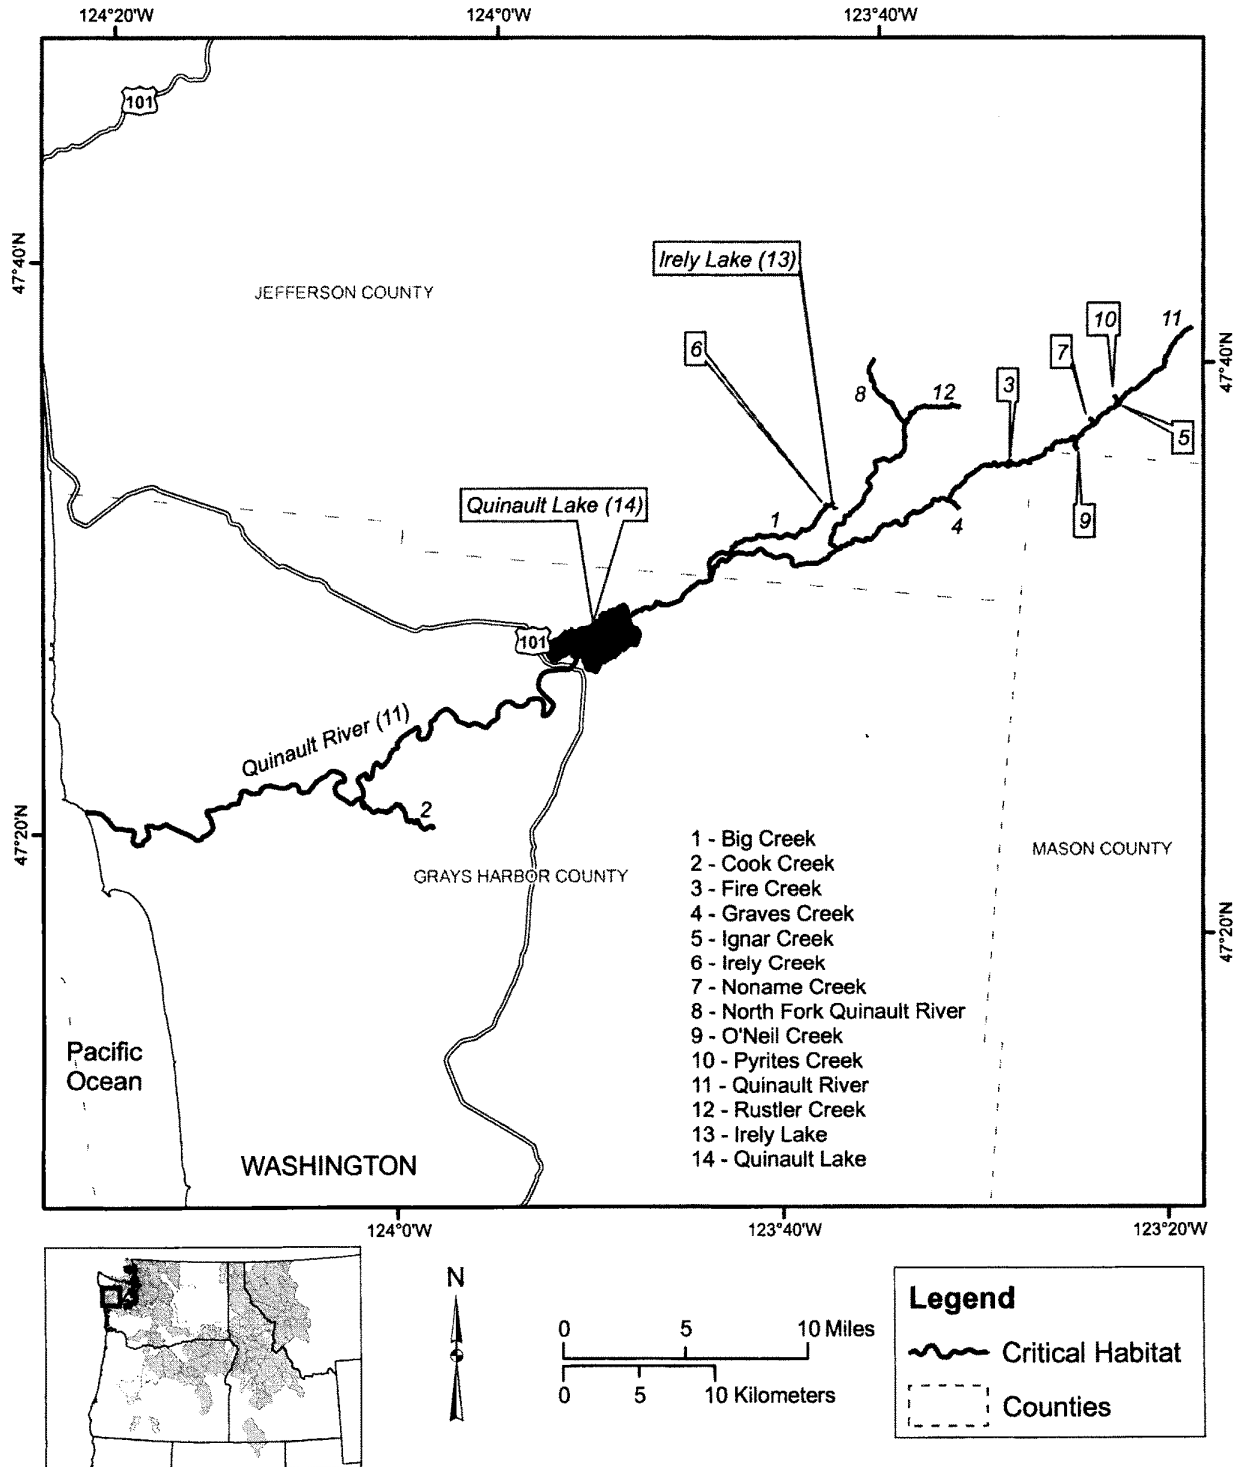 124°20'W
124°0'W
123°40'W
101
47°40'N
JEFFERSON COUNTY
Irely Lake (13)
6
8
12
3
7
10
11
47°40'N
5
9
4
1
Quinault Lake (14)
101
Quinault River (11)
2
47°20'N
GRAYS HARBOR COUNTY
MASON COUNTY
47°20'N
1 - Big Creek
2 - Cook Creek
3 - Fire Creek
4 - Graves Creek
5 - Ignar Creek
6 - Irely Creek
7 - Noname Creek
8 - North Fork Quinault River
9 - O'Neil Creek
10 - Pyrites Creek
11 - Quinault River
12 - Rustler Creek
13 - Irely Lake
14 - Quinault Lake
Pacific
Ocean
WASHINGTON
124°0'W
123°40'W
123°20'W
N
0 5 10 Miles
0 5 10 Kilometers
Legend
Critical Habitat
Counties